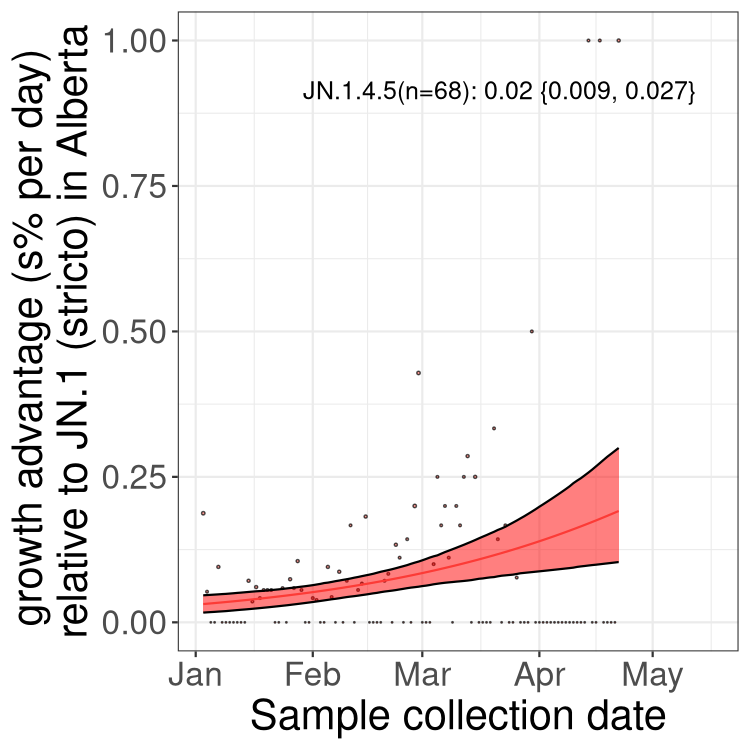 growth advantage (s% per day)
relative to JN.1 (stricto) in Alberta
1.00
0.75
0.50
0.25
0.00
JN.1.4.5(n=68): 0.02 {0.009, 0.027}
Jan Feb Mar Apr May
Sample collection date